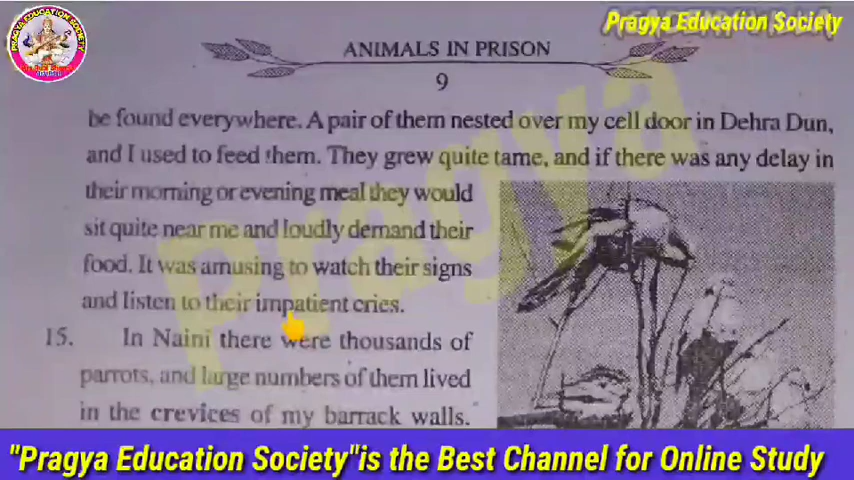 Pragya Education Society
ANIMALS IN PRISON
9
be found everywhere. A pair of them nested over my cell door in Dehra Dun,
and I used to feed them. They grew quite tame, and if there was any delay in
their morning or evening meal they would
sit quite near me and loudly demand their
food. It was amusing to watch their signs
and listen to their impatient cries.
15. In Naini there were thousands of
parrots, and large numbers of them lived
in the crevices of my barrack walls.
Pragya
"Pragya Education Society"is the Best Channel for Online Study